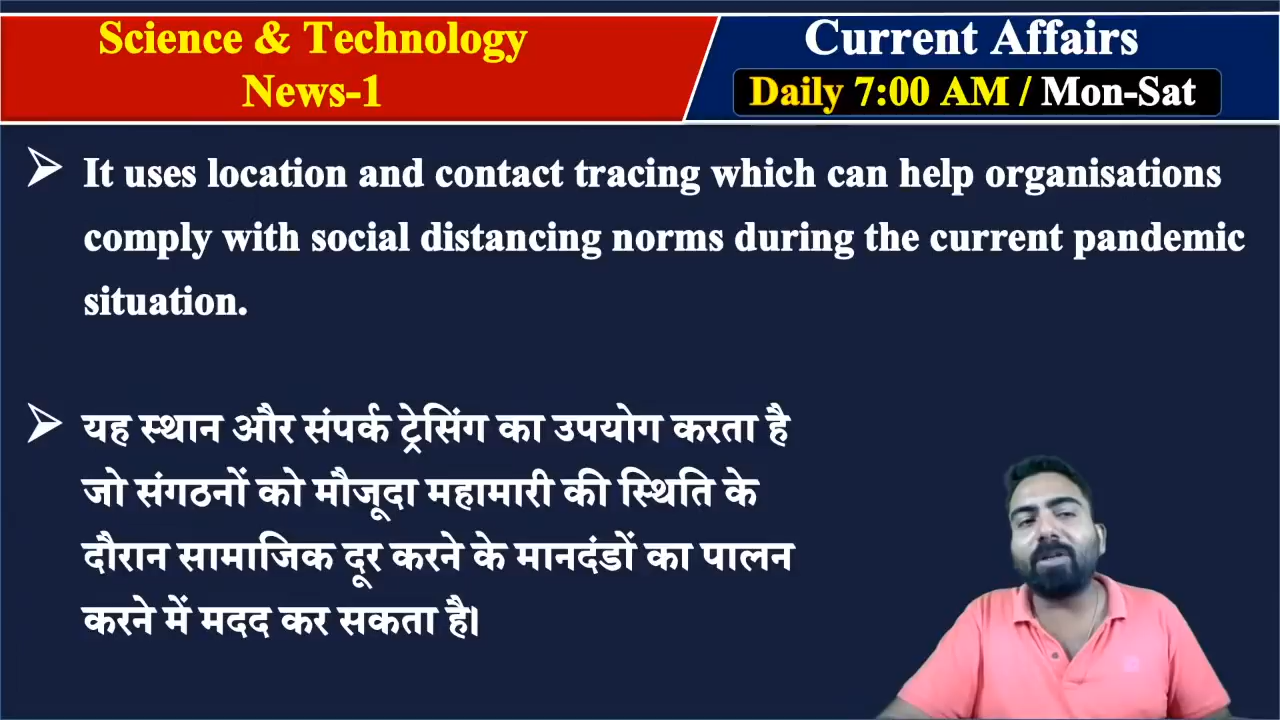 Science & Technology
News-1
Current Affairs
Daily 7:00 AM / Mon-Sat
It uses location and contact tracing which can help organisations
comply with social distancing norms during the current pandemic
situation.
यह स्थान और संपर्क ट्रेसिंग का उपयोग करता है
जो संगठनों को मौजूदा महामारी की स्थिति के
दौरान सामाजिक दूर करने के मानदंडों का पालन
करने में मदद कर सकता है।